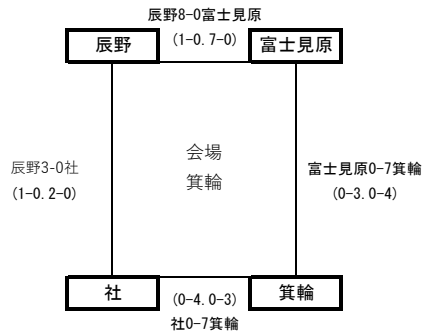 辰野8-0富士見原
(1-0.7-0)
辰野
富士見原
会場
箕輪
辰野3-0社
(1-0.2-0)
富士見原0-7箕輪
(0-3.0-4)
社
箕輪
(0-4.0-3)
社0-7箕輪